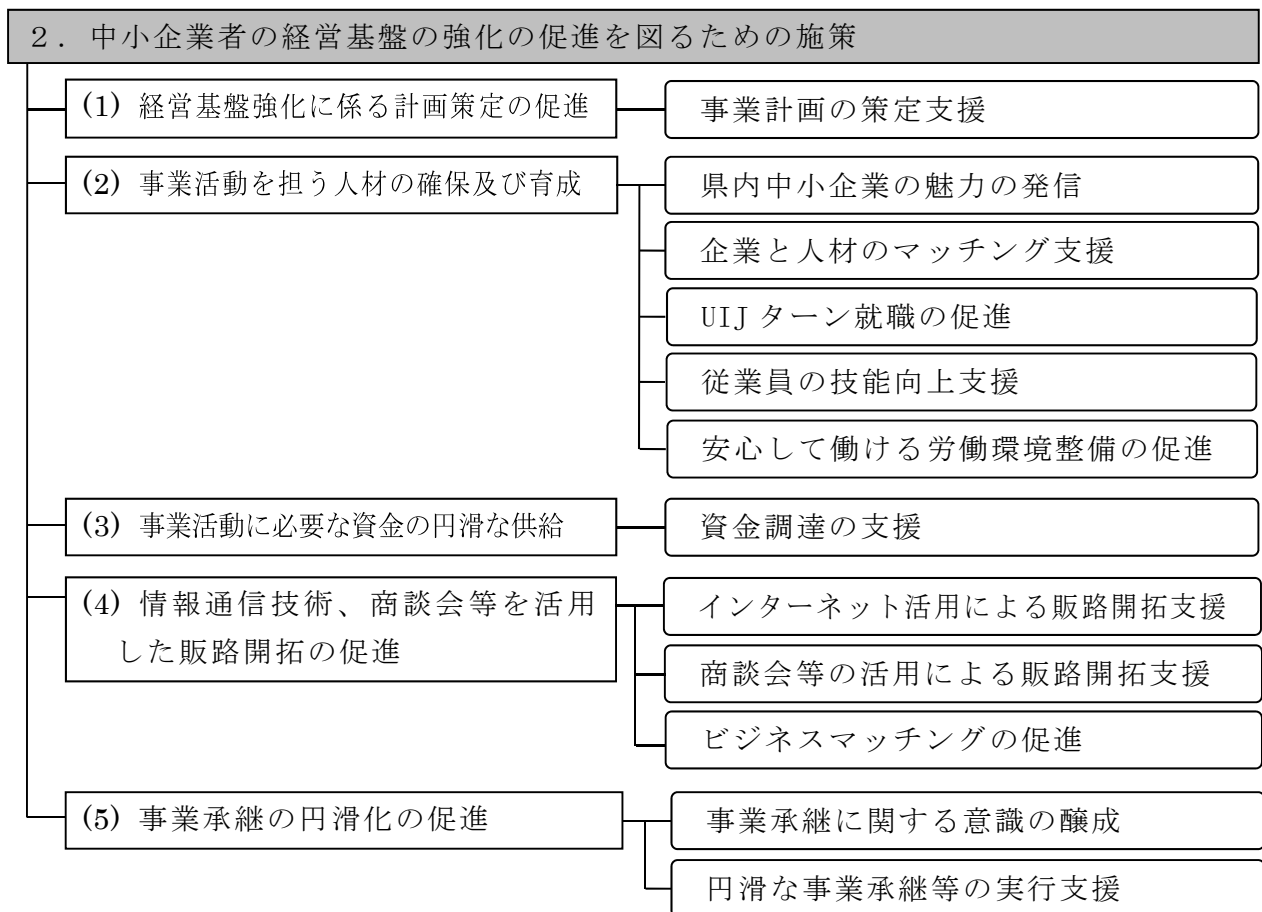 ２．中小企業者の経営基盤の強化の促進を図るための施策
(1) 経営基盤強化に係る計画策定の促進
事業計画の策定支援
(2) 事業活動を担う人材の確保及び育成
県内中小企業の魅力の発信
企業と人材のマッチング支援
UIJターン就職の促進
従業員の技能向上支援
安心して働ける労働環境整備の促進
(3) 事業活動に必要な資金の円滑な供給
資金調達の支援
(4) 情報通信技術、商談会等を活用
した販路開拓の促進
インターネット活用による販路開拓支援
商談会等の活用による販路開拓支援
ビジネスマッチングの促進
(5) 事業承継の円滑化の促進
事業承継に関する意識の醸成
円滑な事業承継等の実行支援